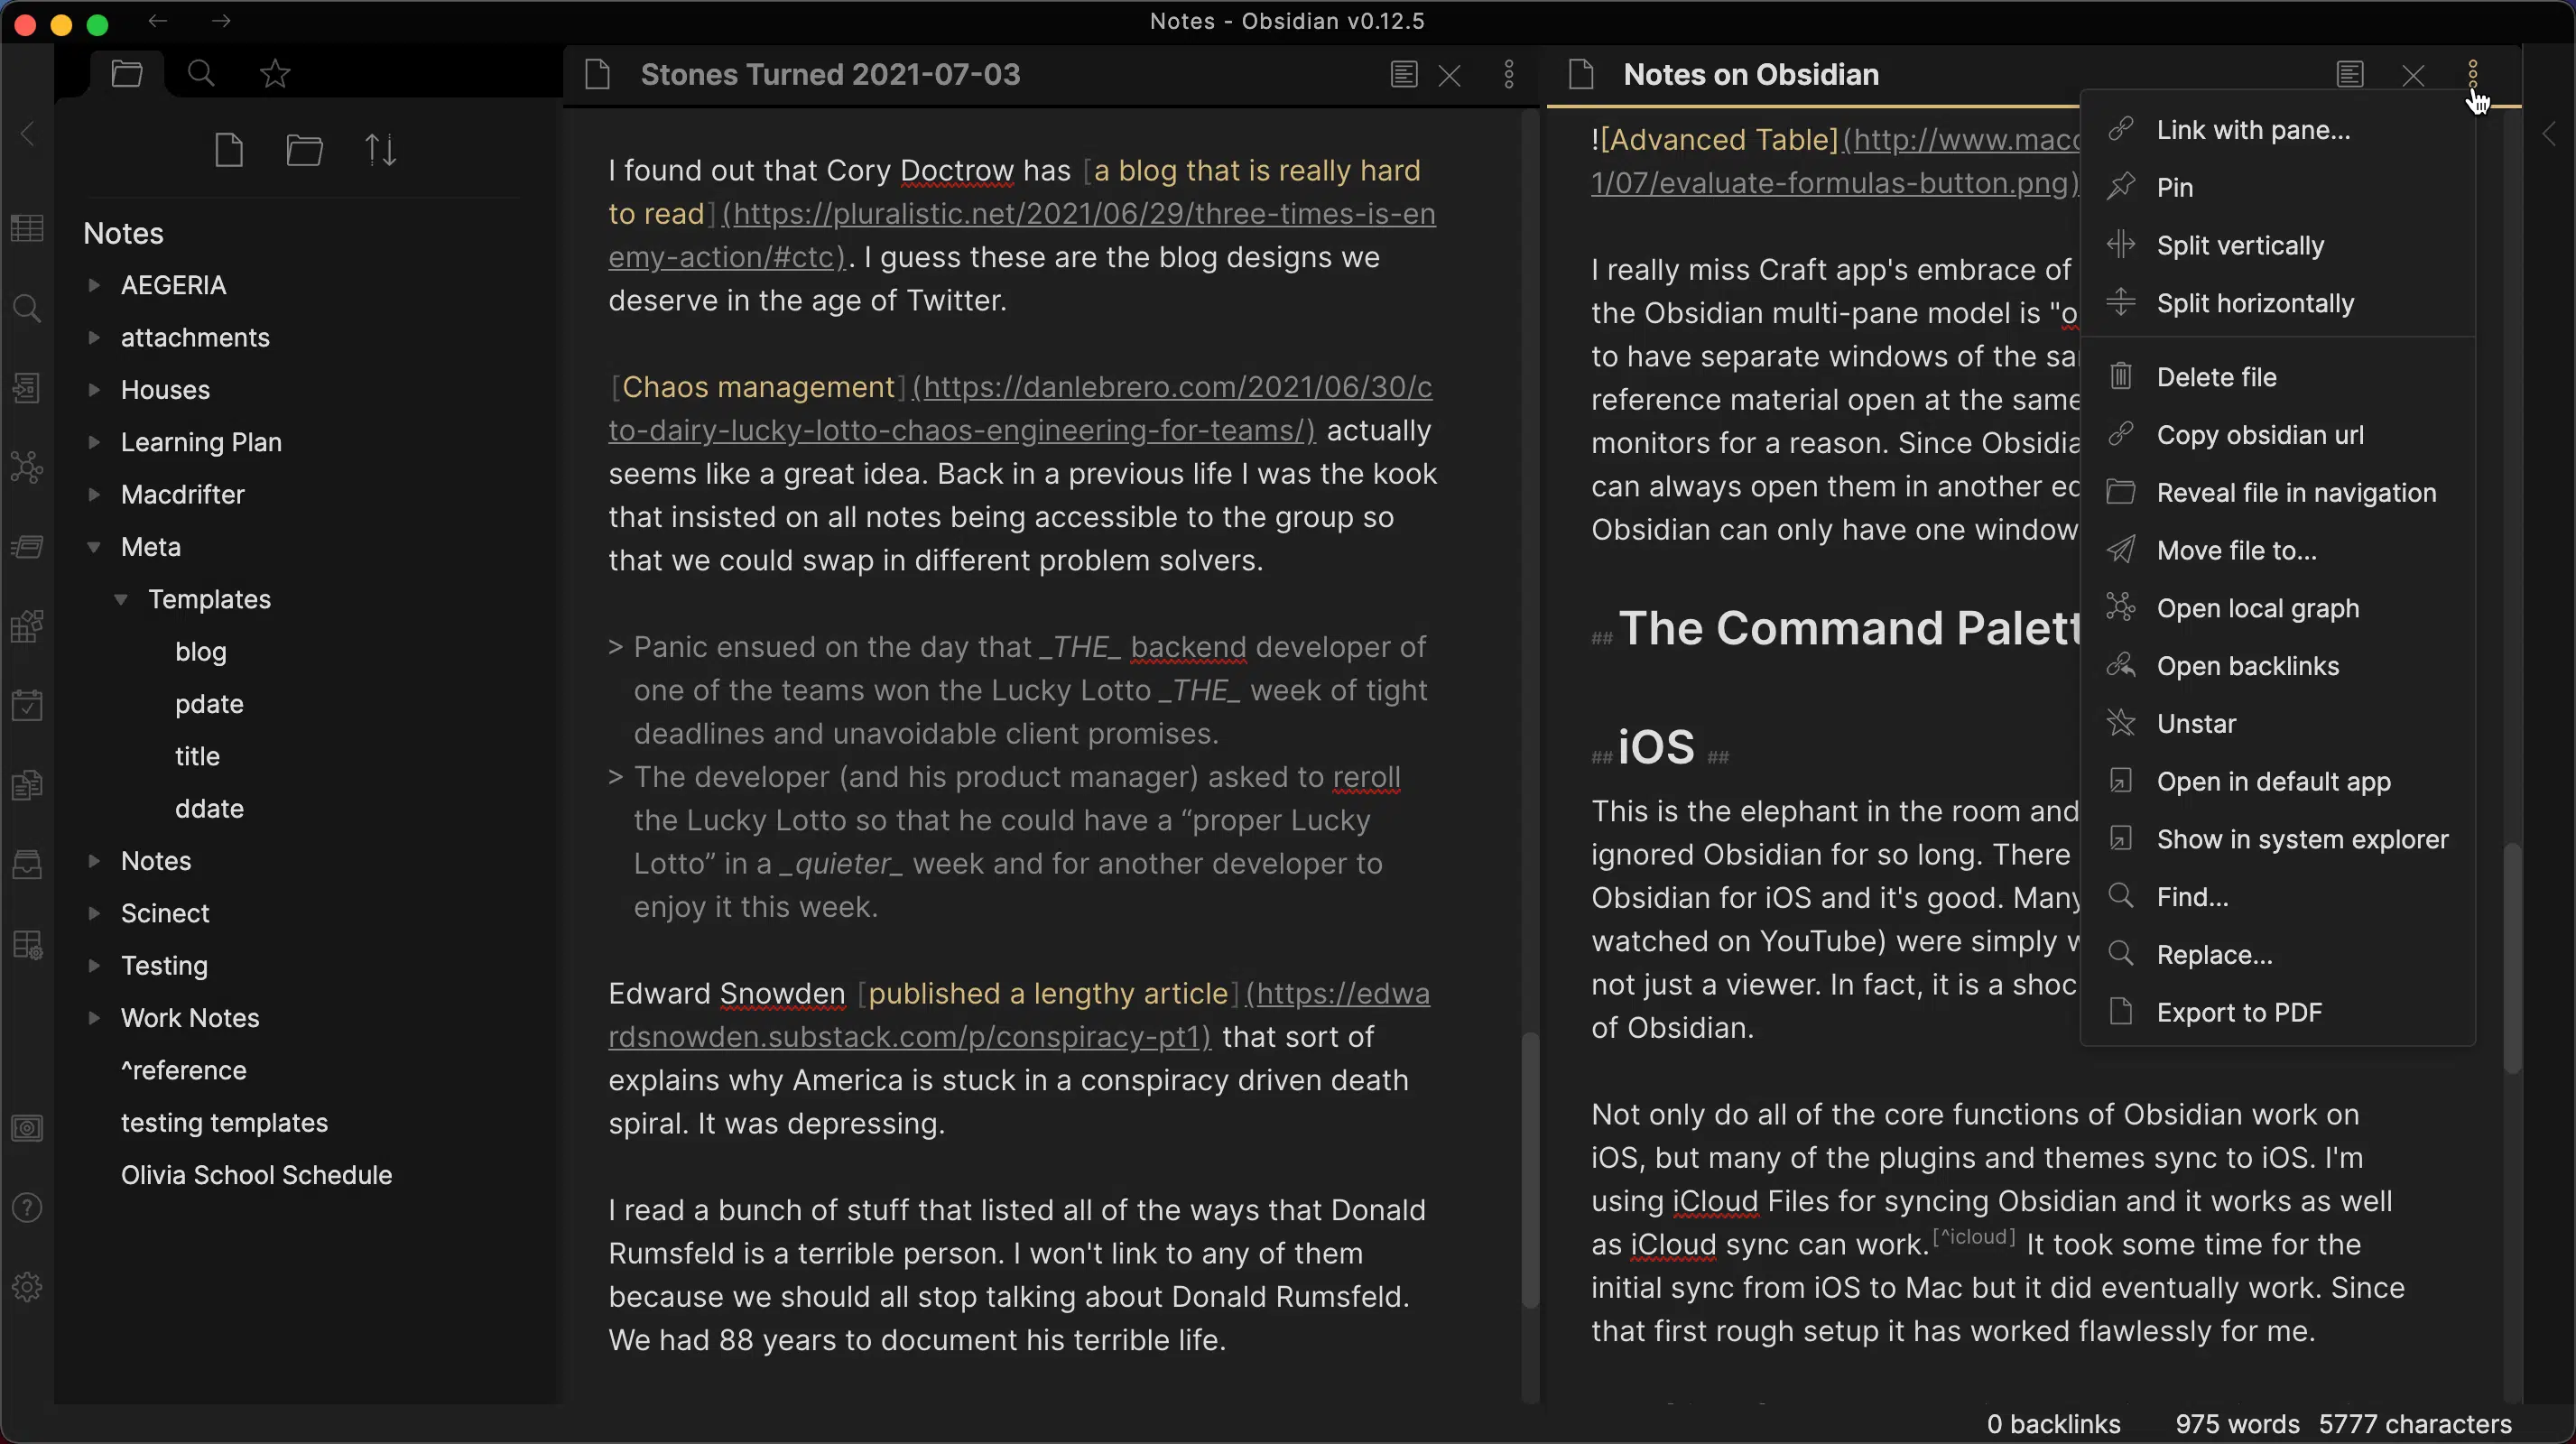 Notes - Obsidian v0.12.5
Notes
AEGERIA
attachments
Houses
Learning Plan
Macdrifter
Meta
Templates
blog
pdate
title
ddate
Notes
Scinect
Testing
Work Notes
^reference
testing templates
Olivia School Schedule
Stones Turned 2021-07-03
I found out that Cory Doctrow has [a blog that is really hard
to read](https://pluralistic.net/2021/06/29/three-times-is-en
emy-action/#ctc). I guess these are the blog designs we
deserve in the age of Twitter.
[Chaos management](https://danlebrero.com/2021/06/30/c
to-dairy-lucky-lotto-chaos-engineering-for-teams/) actually
seems like a great idea. Back in a previous life I was the kook
that insisted on all notes being accessible to the group so
that we could swap in different problem solvers.
> Panic ensued on the day that _THE_ backend developer of
one of the teams won the Lucky Lotto _THE_ week of tight
deadlines and unavoidable client promises.
> The developer (and his product manager) asked to reroll
the Lucky Lotto so that he could have a “proper Lucky
Lotto” in a _quieter_ week and for another developer to
enjoy it this week.
Edward Snowden [published a lengthy article](https://edwa
rdsnowden.substack.com/p/conspiracy-pt1) that sort of
explains why America is stuck in a conspiracy driven death
spiral. It was depressing.
I read a bunch of stuff that listed all of the ways that Donald
Rumsfeld is a terrible person. I won't link to any of them
because we should all stop talking about Donald Rumsfeld.
We had 88 years to document his terrible life.
Notes on Obsidian
![Advanced Table](http://www.macd
1/07/evaluate-formulas-button.png)
I really miss Craft app's embrace of
the Obsidian multi-pane model is "o
to have separate windows of the sa
reference material open at the same
monitors for a reason. Since Obsidia
can always open them in another ed
Obsidian can only have one window
## The Command Palett
## iOS ##
This is the elephant in the room and
ignored Obsidian for so long. There
Obsidian for iOS and it's good. Many
watched on YouTube) were simply w
not just a viewer. In fact, it is a shoc
of Obsidian.
Not only do all of the core functions of Obsidian work on
iOS, but many of the plugins and themes sync to iOS. I'm
using iCloud Files for syncing Obsidian and it works as well
as iCloud sync can work.[^icloud] It took some time for the
initial sync from iOS to Mac but it did eventually work. Since
that first rough setup it has worked flawlessly for me.
Link with pane...
Pin
Split vertically
Split horizontally
Delete file
Copy obsidian url
Reveal file in navigation
Move file to...
Open local graph
Open backlinks
Unstar
Open in default app
Show in system explorer
Find...
Replace...
Export to PDF
0 backlinks 975 words 5777 characters